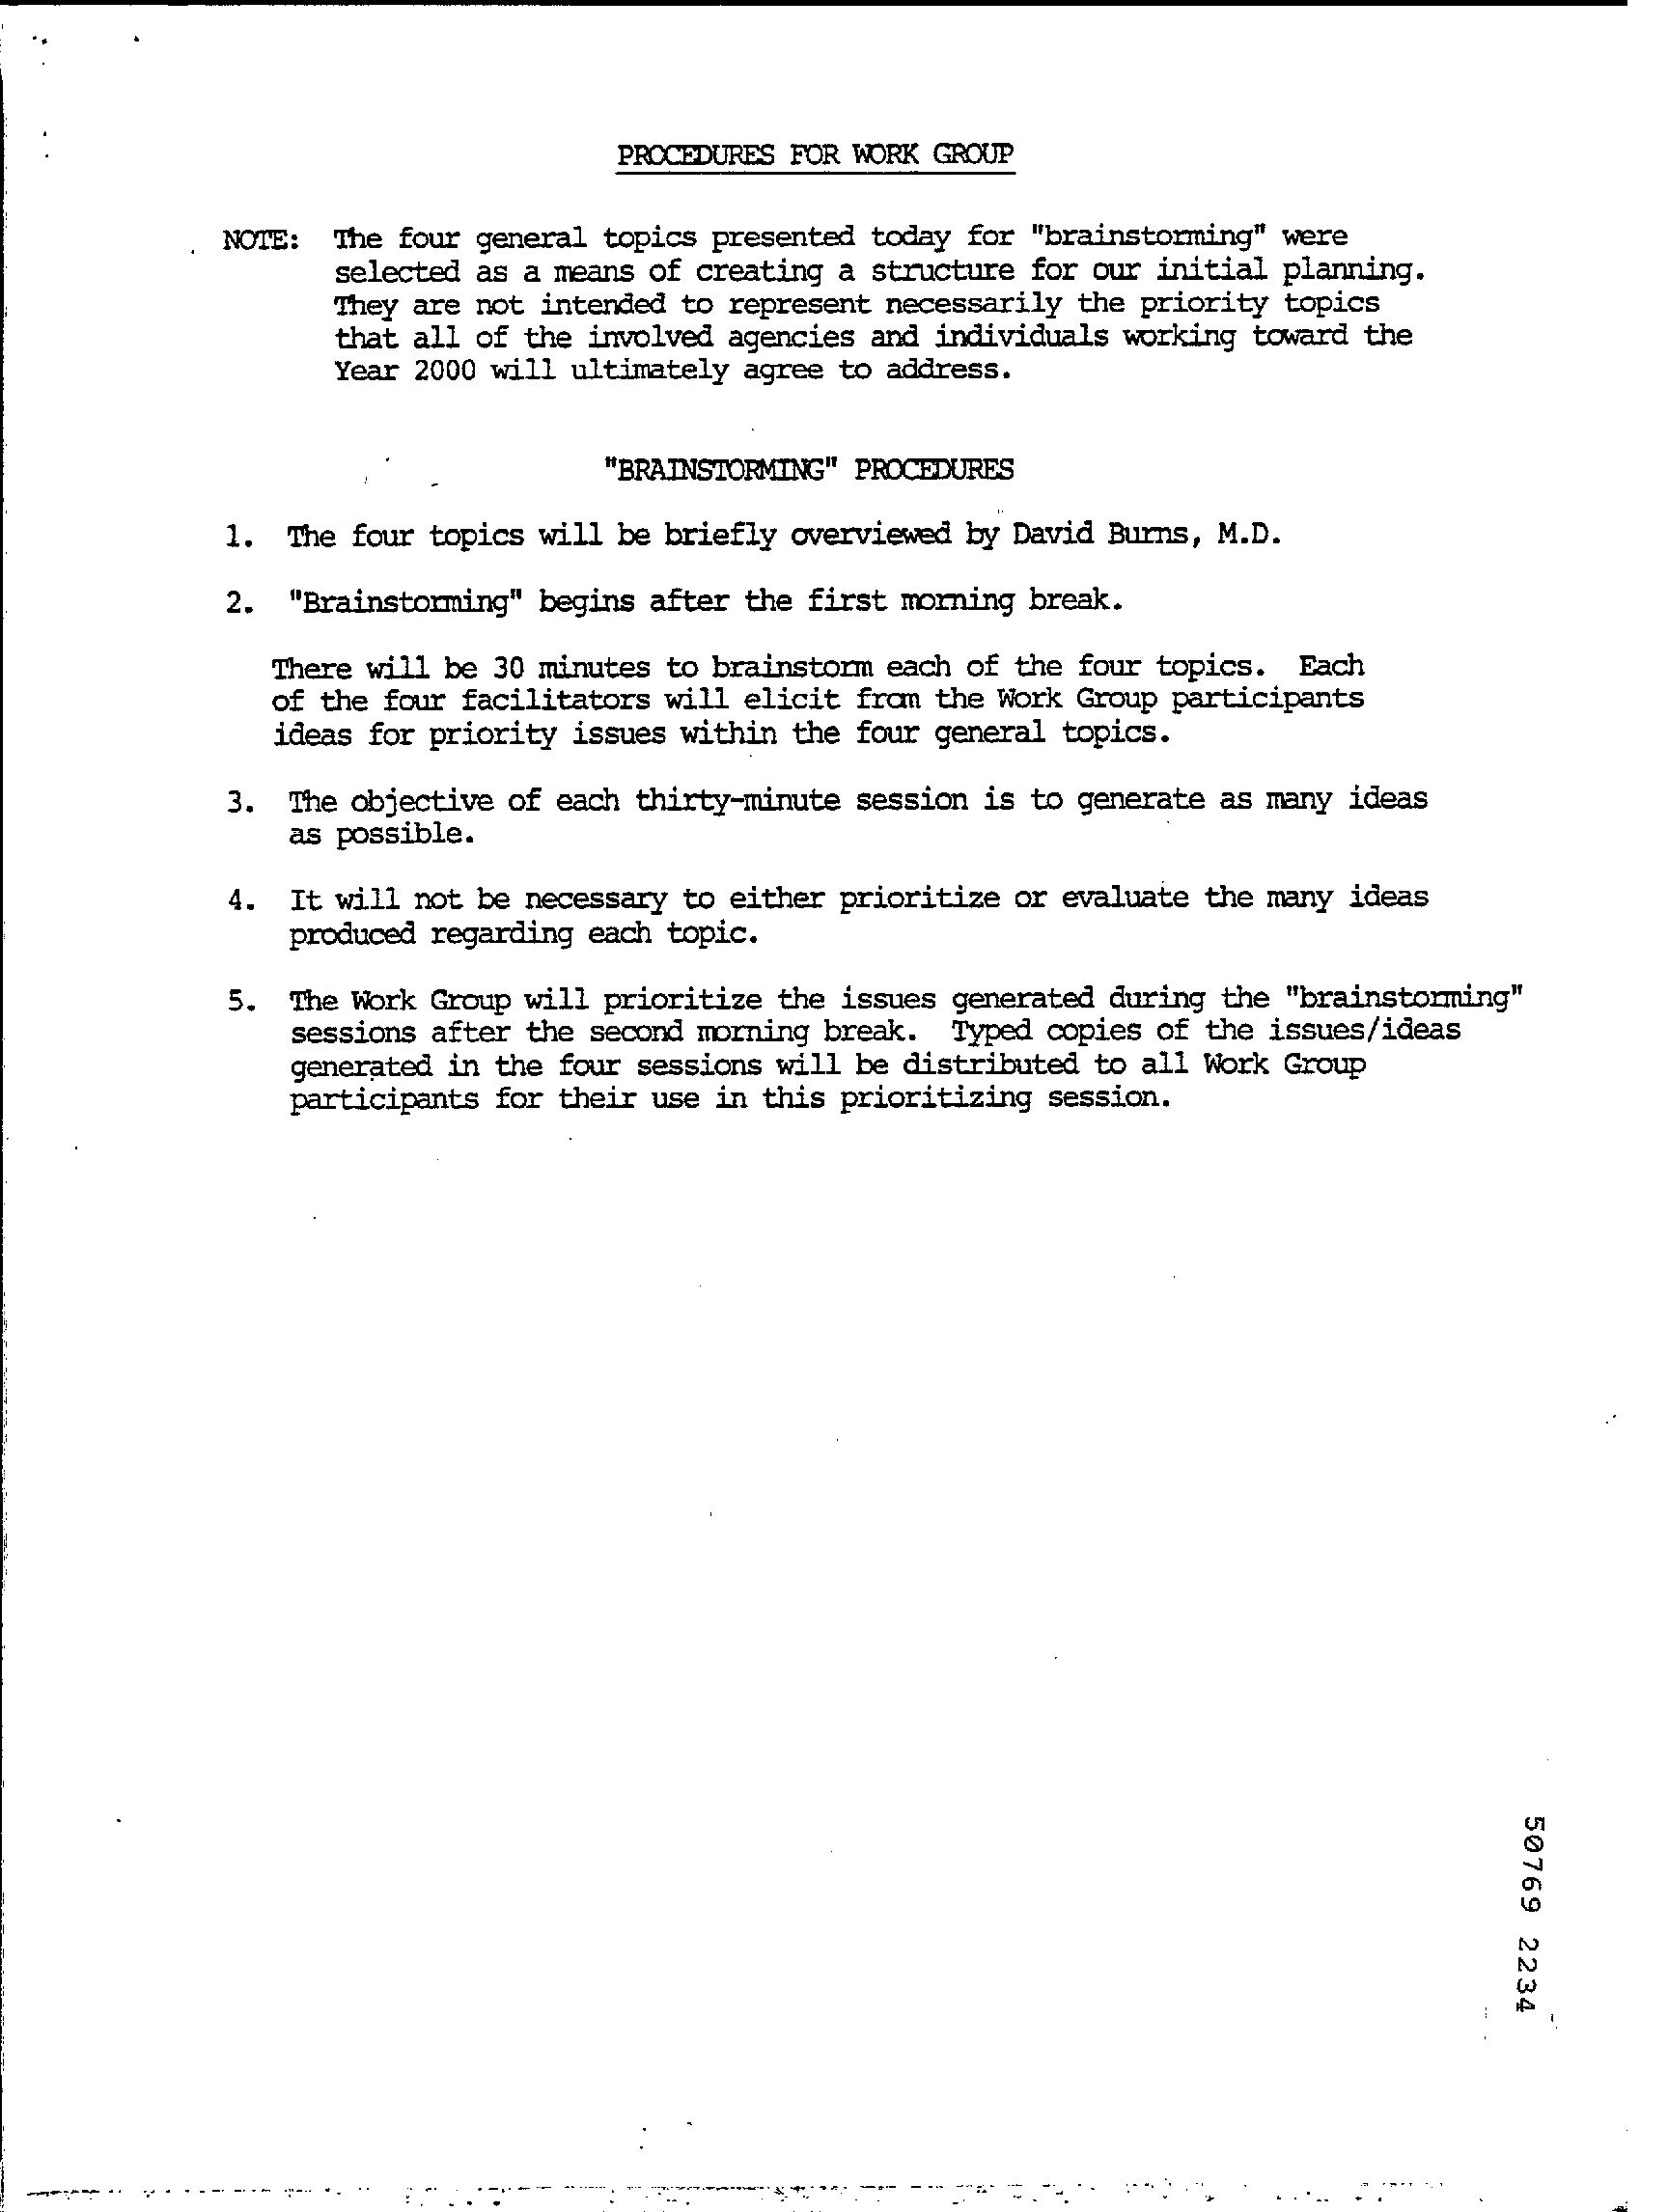 PROCEDURES FOR WORK GROUP
NOTE: The four general topics presented today for "brainstorming" were
selected as a means of creating a structure for our initial planning.
They are not intended to represent necessarily the priority topics
that all of the involved agencies and individuals working toward the
Year 2000 will ultimately agree to address.
"BRAINSTORMING" PROCEDURES
1. The four topics will be briefly overviewed by David Burns, M.D.
2. "Brainstorming" begins after the first morning break.
There will be 30 minutes to brainstorm each of the four topics. Each
of the four facilitators will elicit from the Work Group participants
ideas for priority issues within the four general topics.
3. The objective of each thirty-minute session is to generate as many ideas
as possible.
4. It will not be necessary to either prioritize or evaluate the many ideas
produced regarding each topic.
5. The Work Group will prioritize the issues generated during the "brainstorming"
sessions after the second morning break. Typed copies of the issues/ideas
generated in the four sessions will be distributed to all Work Group
participants for their use in this prioritizing session.
50769 2234